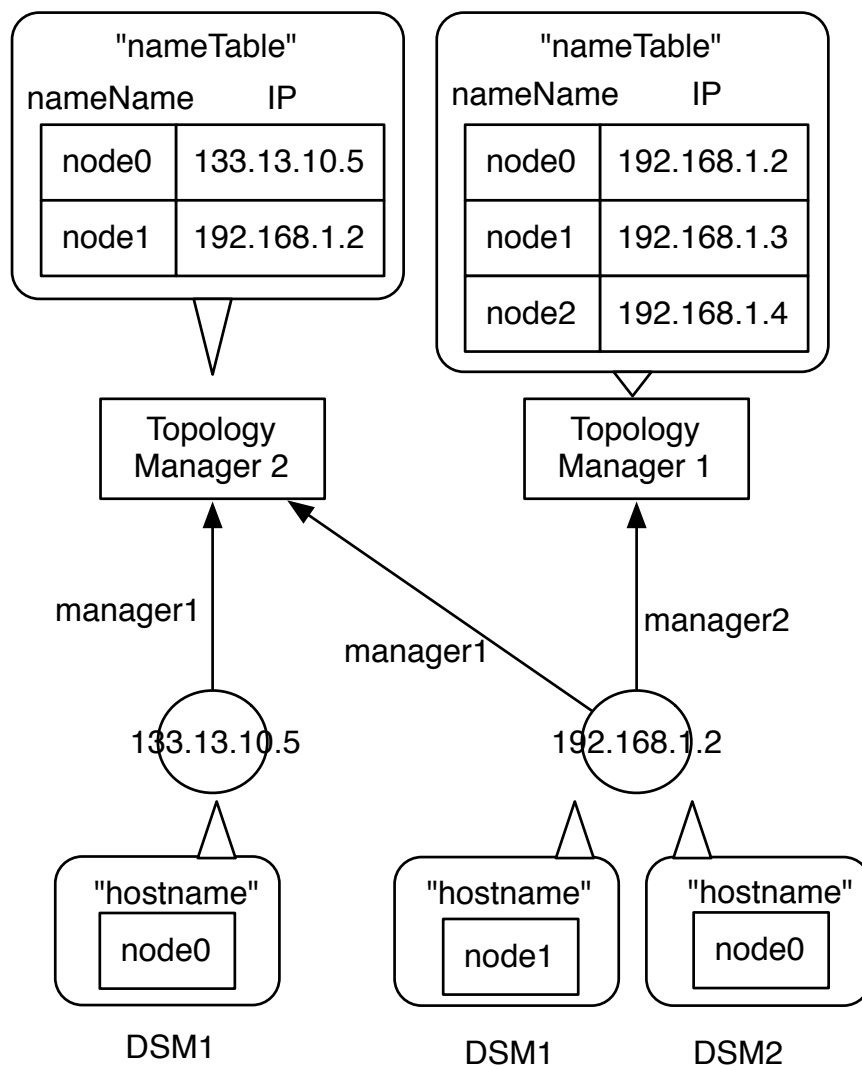 "nameTable"
nameName IP
node0 133.13.10.5
node1 192.168.1.2
"nameTable"
nameName IP
node0 192.168.1.2
node1 192.168.1.3
node2 192.168.1.4
Topology
Manager 2
Topology
Manager 1
manager1
manager1
manager2
133.13.10.5
192.168.1.2
"hostname"
node0
DSM1
"hostname"
node1
DSM1
"hostname"
node0
DSM2